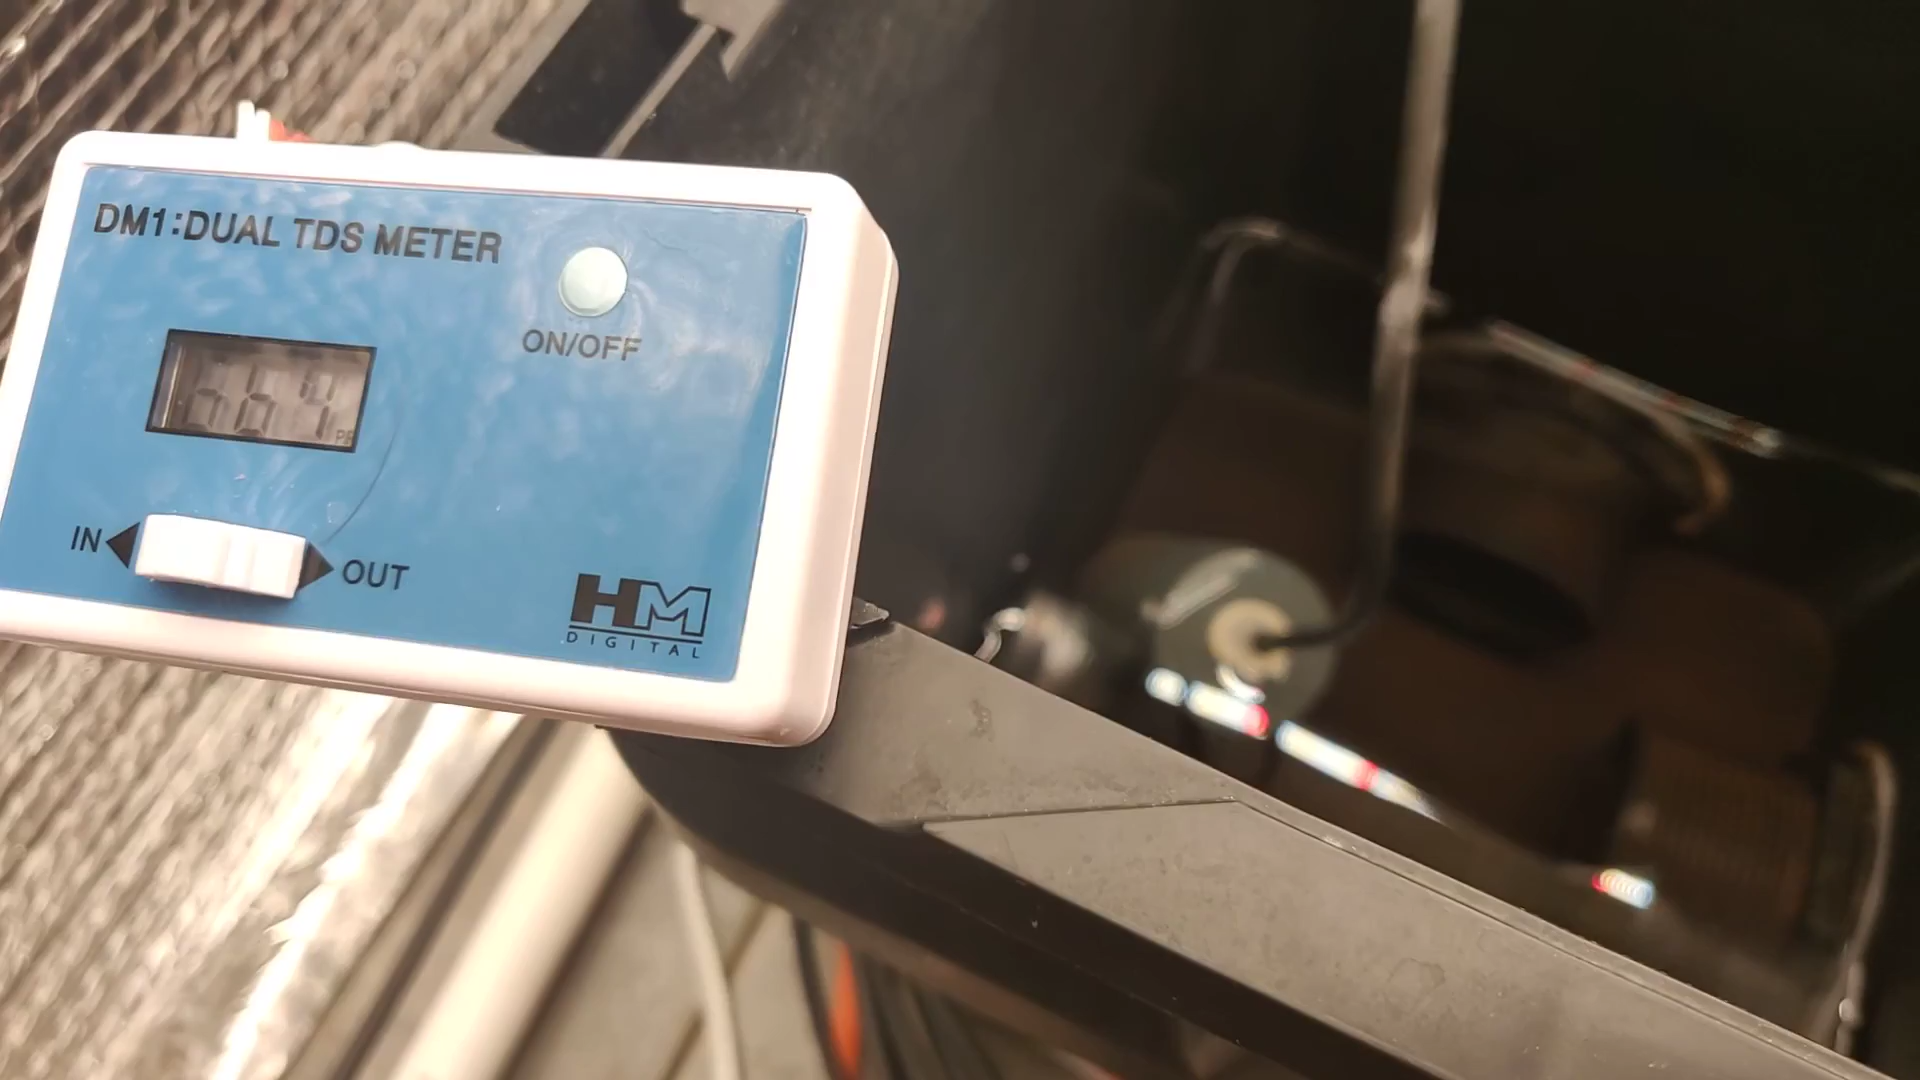 DM1:DUAL TDS METER
ON/OFF
IN
OUT
HM
DIGITAL